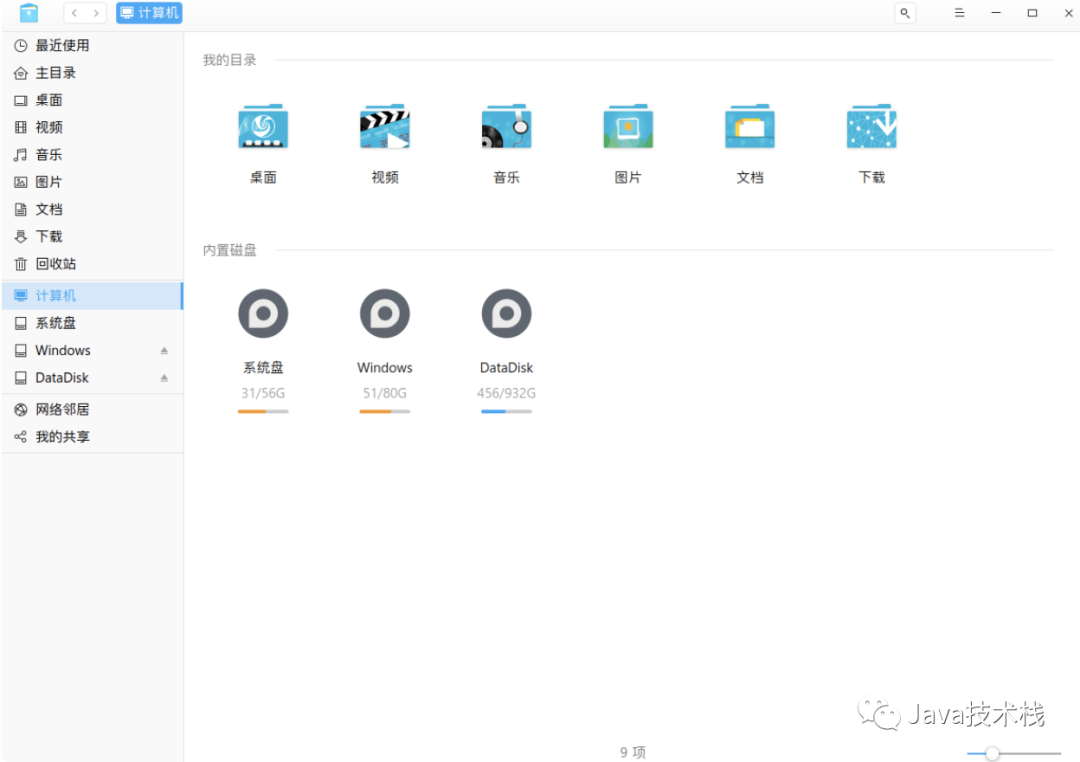 计算机
最近使用
主目录
桌面
视频
音乐
图片
文档
下载
回收站
计算机
系统盘
Windows
DataDisk
网络邻居
我的共享
我的目录
桌面
视频
音乐
图片
文档
下载
内置磁盘
系统盘
31/56G
Windows
51/80G
DataDisk
456/932G
Java技术栈
9 项